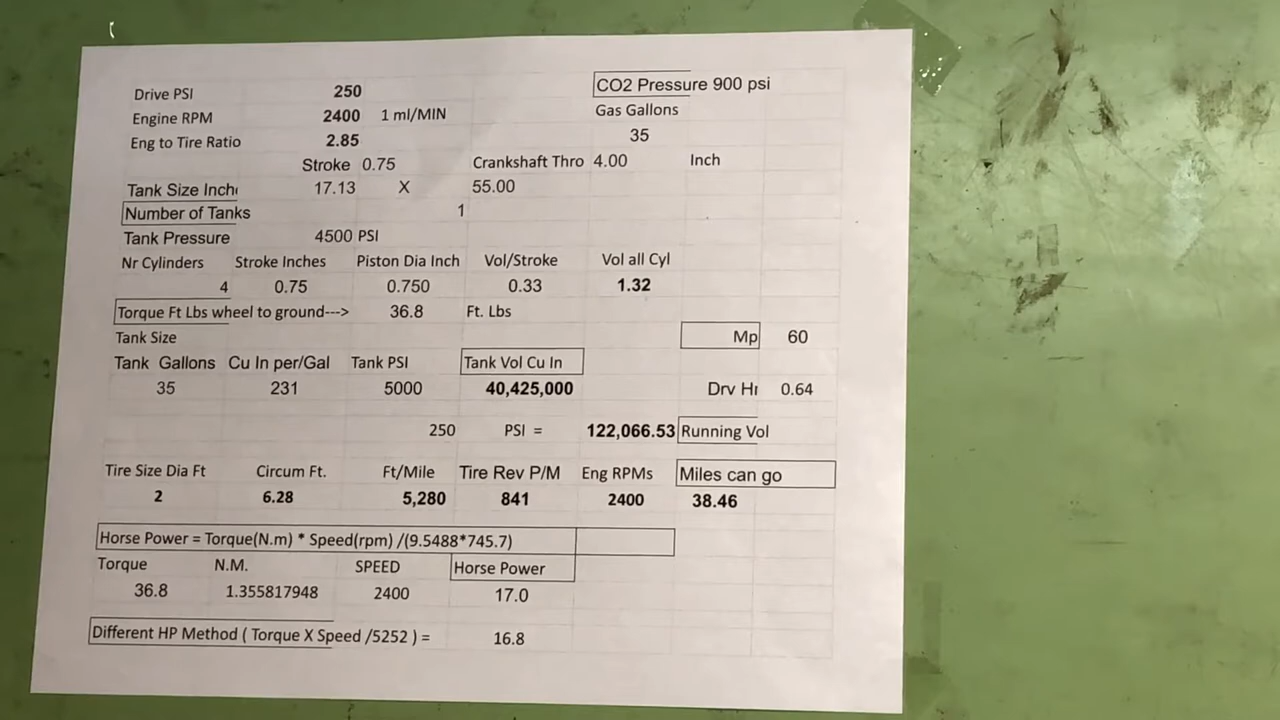 Drive PSI 250 CO2 Pressure 900 psi
Engine RPM 2400 1 ml/MIN Gas Gallons
Eng to Tire Ratio 2.85 35
Stroke 0.75 Crankshaft Thro 4.00 Inch
Tank Size Inch 17.13 X 55.00
Number of Tanks 1
Tank Pressure 4500 PSI
Nr Cylinders Stroke Inches Piston Dia Inch Vol/Stroke Vol all Cyl
4 0.75 0.750 0.33 1.32
Torque Ft Lbs wheel to ground---> 36.8 Ft. Lbs
Tank Size Mp 60
Tank Gallons Cu In per/Gal Tank PSI Tank Vol Cu In
35 231 5000 40,425,000 Drv Hr 0.64
250 PSI = 122,066.53 Running Vol
Tire Size Dia Ft Circum Ft. Ft/Mile Tire Rev P/M Eng RPMs Miles can go
2 6.28 5,280 841 2400 38.46
Horse Power = Torque(N.m) * Speed(rpm) /(9.5488*745.7)
Torque N.M. SPEED Horse Power
36.8 1.355817948 2400 17.0
Different HP Method ( Torque X Speed /5252 ) = 16.8